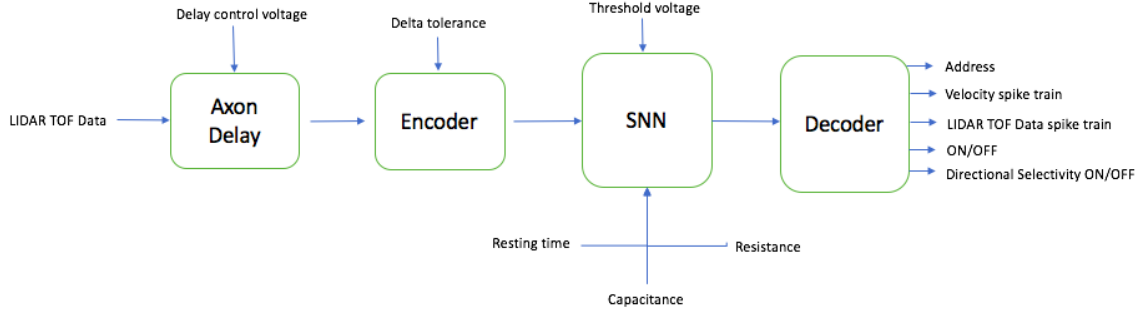 Delay control voltage
Delta tolerance
Threshold voltage
LIDAR TOF Data
Axon
Delay
Encoder
SNN
Decoder
Address
Velocity spike train
LIDAR TOF Data spike train
ON/OFF
Directional Selectivity ON/OFF
Resting time
Resistance
Capacitance